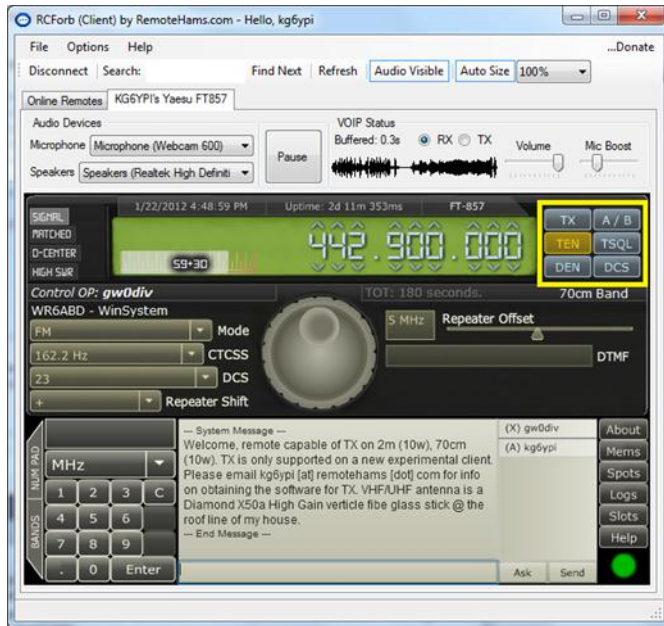 RCForb (Client) by RemoteHams.com - Hello, kg6ypi
File Options Help ...Donate
Disconnect Search: Find Next Refresh Audio Visible Auto Size 100%
Online Remotes KG6YPI's Yaesu FT857
Audio Devices VOIP Status
Microphone Microphone (Webcam 600) Pause Buffered: 0.3s RX TX Volume Mic Boost
Speakers Speakers (Realtek High Definiti
1/22/2012 4:48:59 PM Uptime: 2d 11m 353ms FT-857
SIGNAL
MATCHED
D-CENTER
HIGH SWR
S9+30 442.900.000
TX A / B
TEN TSQL
DEN DCS
Control OP: gw0div TOT: 180 seconds. 70cm Band
WR6ABD - WinSystem
FM Mode
162.2 Hz CTCSS
23 DCS
+ Repeater Shift
5 MHz Repeater Offset
DTMF
NUM PAD
BANDS
MHz
1 2 3 C
4 5 6
7 8 9
. 0 Enter
--- System Message ---
Welcome, remote capable of TX on 2m (10w), 70cm
(10w). TX is only supported on a new experimental client.
Please email kg6ypi [at] remotehams [dot] com for info
on obtaining the software for TX. VHF/UHF antenna is a
Diamond X50a High Gain verticle fibe glass stick @ the
roof line of my house.
--- End Message ---
(X) gw0div
(A) kg6ypi
Ask Send
About
Mems
Spots
Logs
Slots
Help